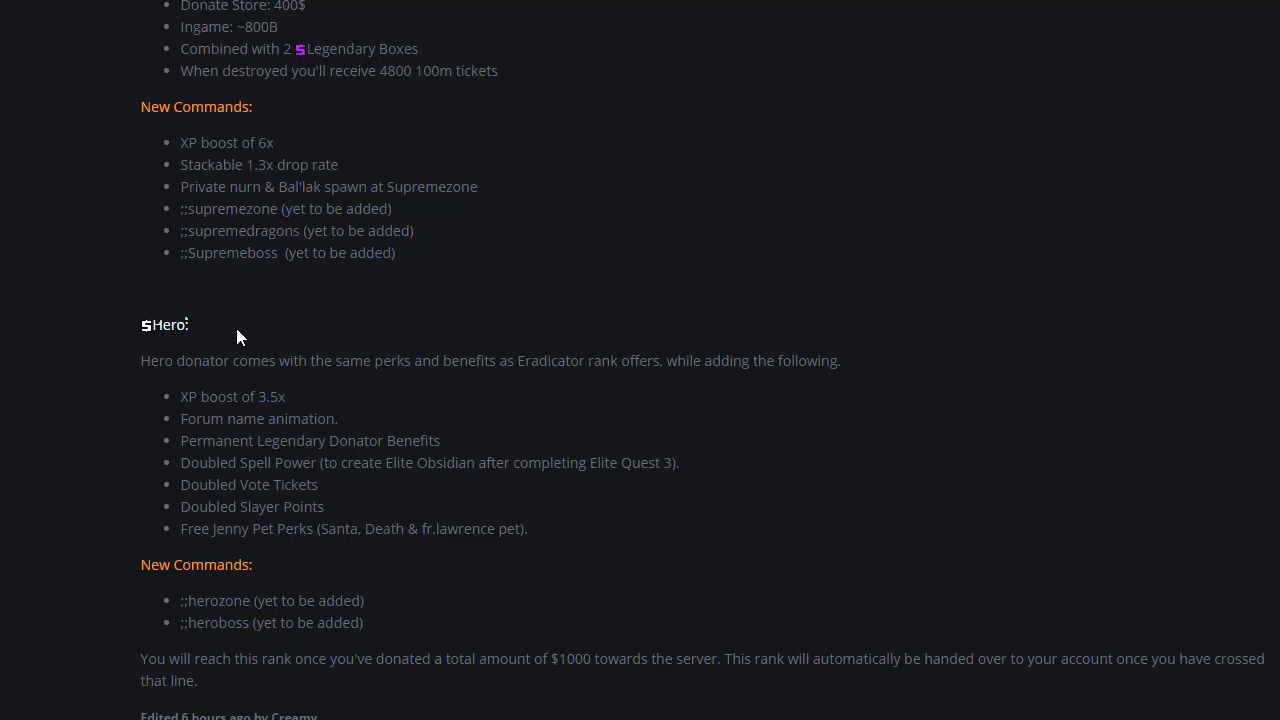 Donate Store: 400$
Ingame: ~800B
Combined with 2 $Legendary Boxes
When destroyed you'll receive 4800 100m tickets
New Commands:
XP boost of 6x
Stackable 1.3x drop rate
Private nurn & Bal'lak spawn at Supremezone
;;supremezone (yet to be added)
;;supremedragons (yet to be added)
;;Supremeboss  (yet to be added)
$Hero:
Hero donator comes with the same perks and benefits as Eradicator rank offers, while adding the following.
XP boost of 3.5x
Forum name animation.
Permanent Legendary Donator Benefits
Doubled Spell Power (to create Elite Obsidian after completing Elite Quest 3).
Doubled Vote Tickets
Doubled Slayer Points
Free Jenny Pet Perks (Santa, Death & fr.lawrence pet).
New Commands:
;;herozone (yet to be added)
;;heroboss (yet to be added)
You will reach this rank once you've donated a total amount of $1000 towards the server. This rank will automatically be handed over to your account once you have crossed
that line.
Edited 6 hours ago by Creamy